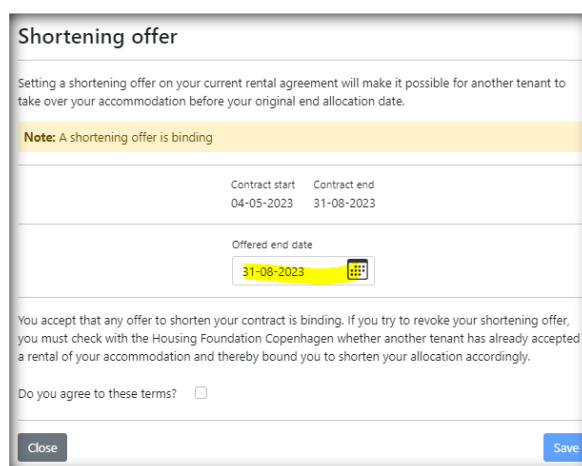 Shortening offer
Setting a shortening offer on your current rental agreement will make it possible for another tenant to
take over your accommodation before your original end allocation date.
Note: A shortening offer is binding
Contract start Contract end
04-05-2023 31-08-2023
Offered end date
31-08-2023
You accept that any offer to shorten your contract is binding. If you try to revoke your shortening offer,
you must check with the Housing Foundation Copenhagen whether another tenant has already accepted
a rental of your accommodation and thereby bound you to shorten your allocation accordingly.
Do you agree to these terms?
Close Save